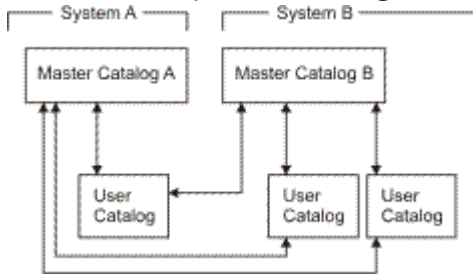 System A
System B
Master Catalog A
Master Catalog B
User
Catalog
User
Catalog
User
Catalog